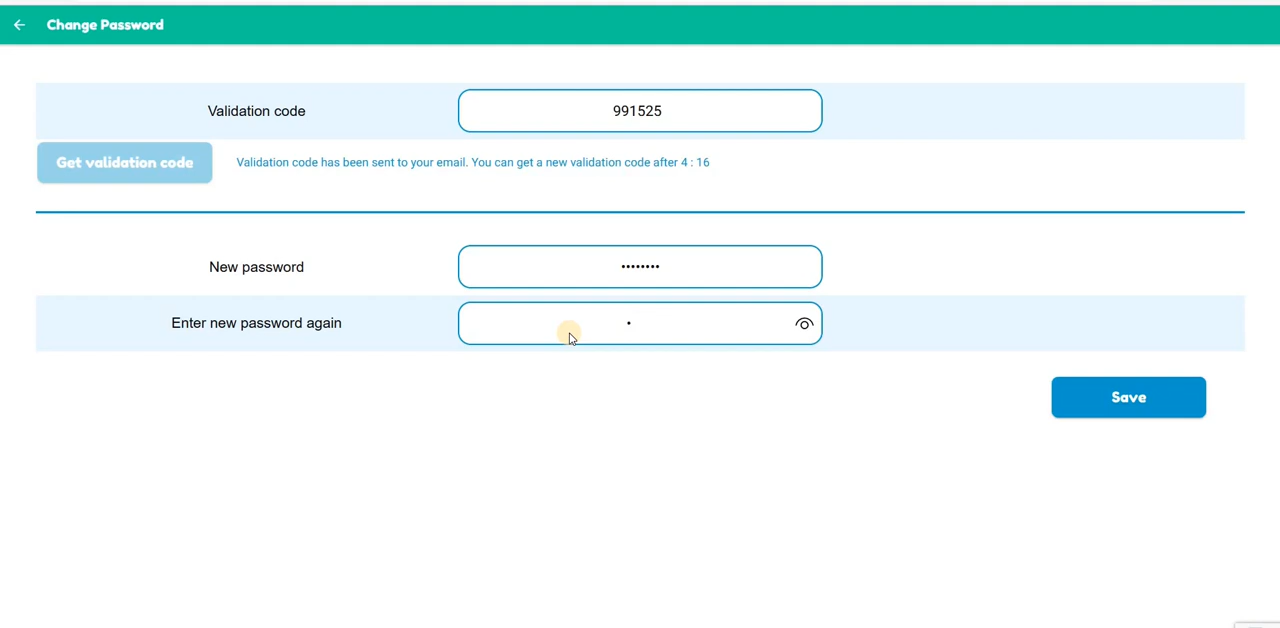 Change Password
Validation code
991525
Get validation code
Validation code has been sent to your email. You can get a new validation code after 4 : 16
New password
••••••••
Enter new password again
•
Save